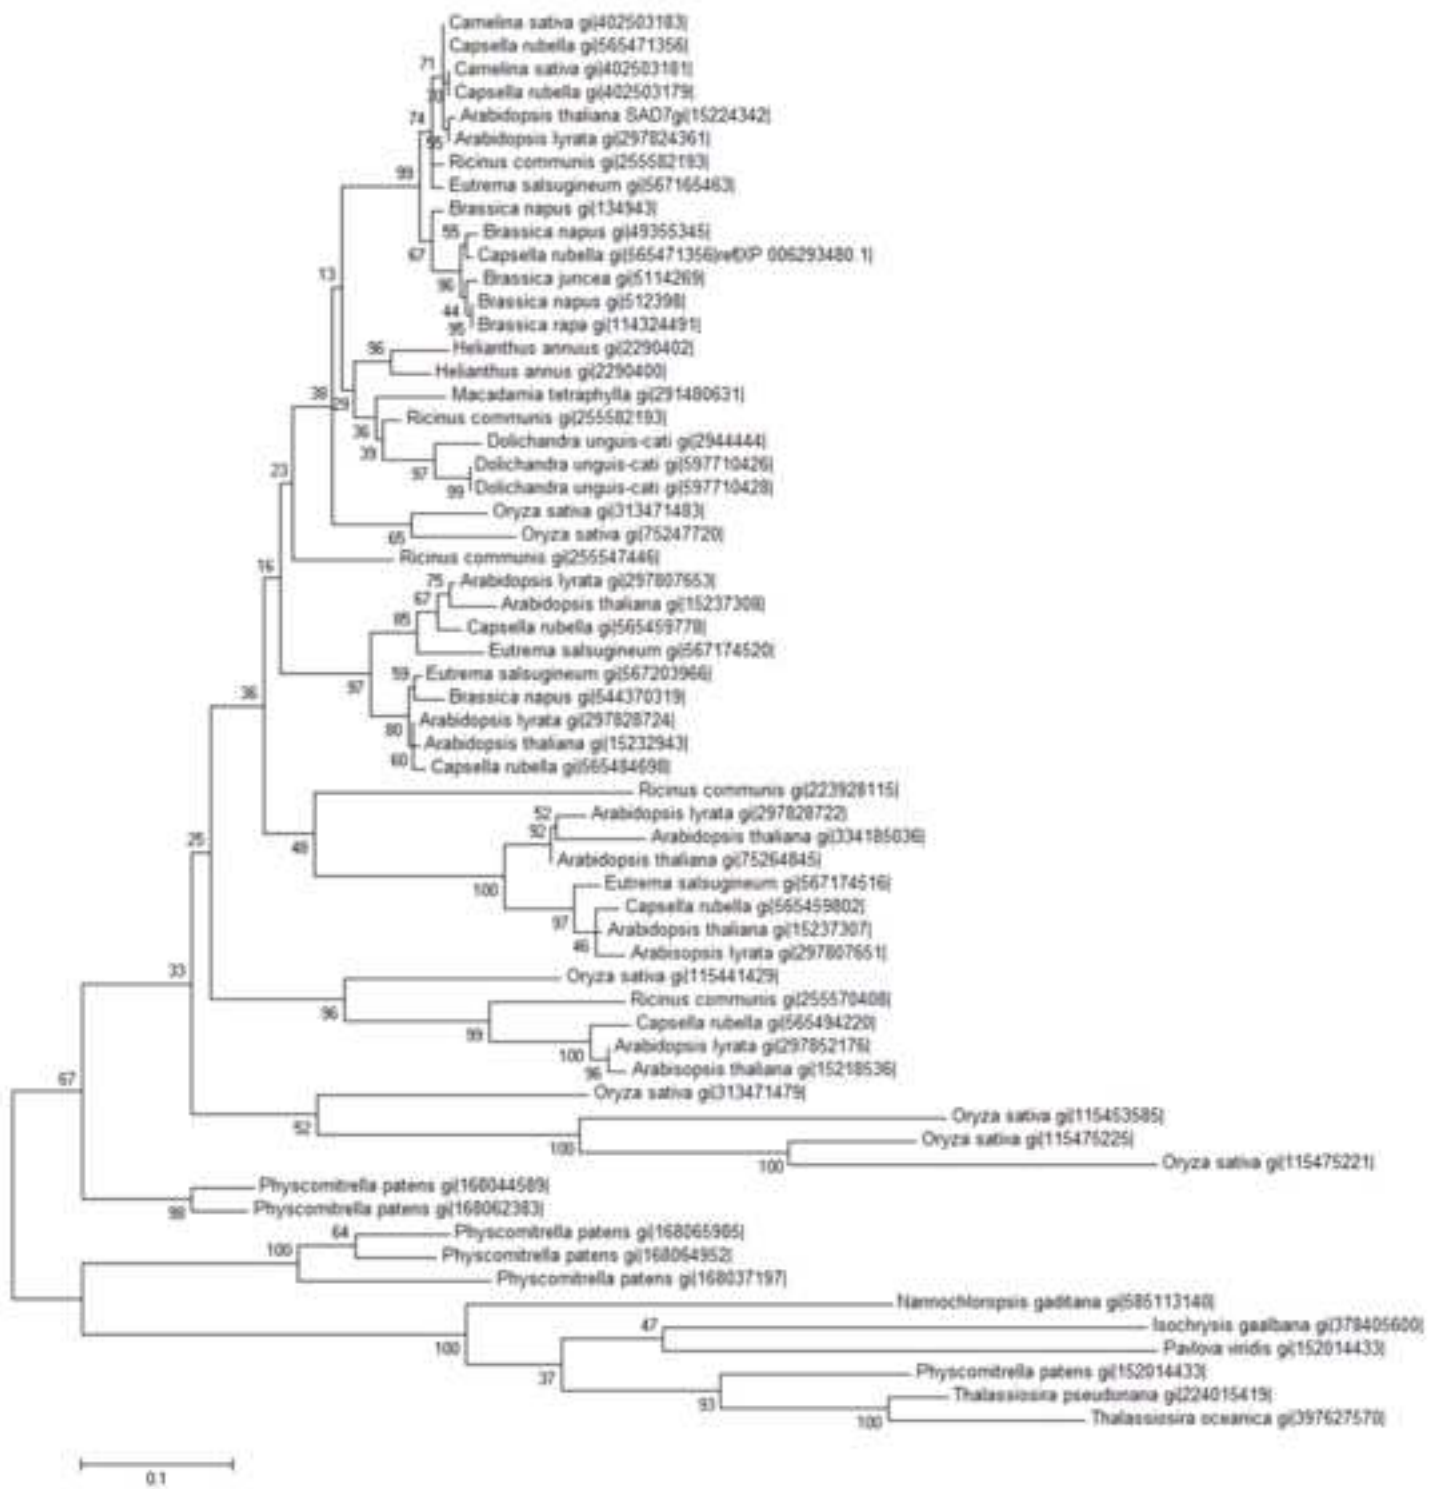 Camelina sativa gi|402503183|
Capsella rubella gi|565471356|
71
Camelina sativa gi|402503181|
Capsella rubella gi|402503179|
74
Arabidopsis thaliana SAD7gi|15224342|
55
Arabidopsis lyrata gi|297824361|
Ricinus communis gi|255582193|
99
Eutrema salsugineum gi|567165463|
Brassica napus gi|134943|
55
Brassica napus gi|49355345|
67
Capsella rubella gi|565471356|ref|XP 006293480.1|
13
Brassica juncea gi|5114269|
96
Brassica napus gi|512398|
44
95
Brassica rapa gi|114324491|
96
Helianthus annuus gi|2290402|
Helianthus annus gi|2290400|
38
29
Macadamia tetraphylla gi|291480631|
Ricinus communis gi|255582193|
36
Dolichandra unguis-cati gi|2944444|
39
23
97
Dolichandra unguis-cati gi|597710426|
99
Dolichandra unguis-cati gi|597710428|
Oryza sativa gi|313471483|
65
Oryza sativa gi|75247720|
Ricinus communis gi|255547446|
16
75
Arabidopsis lyrata gi|297807653|
67
Arabidopsis thaliana gi|15237308|
85
Capsella rubella gi|565459778|
Eutrema salsugineum gi|567174520|
59
Eutrema salsugineum gi|567203966|
97
36
Brassica napus gi|544370319|
Arabidopsis lyrata gi|297828724|
80
Arabidopsis thaliana gi|15232943|
60
Capsella rubella gi|565484698|
Ricinus communis gi|223928115|
52
Arabidopsis lyrata gi|297828722|
92
Arabidopsis thaliana gi|334185036|
25
48
Arabidopsis thaliana gi|75264845|
100
Eutrema salsugineum gi|567174516|
Capsella rubella gi|565459802|
97
Arabidopsis thaliana gi|15237307|
46
Arabisopsis lyrata gi|297807651|
33
Oryza sativa gi|115441429|
Ricinus communis gi|255570408|
96
Capsella rubella gi|565494220|
99
Arabidopsis lyrata gi|297852176|
100
96
Arabisopsis thaliana gi|15218536|
67
Oryza sativa gi|313471479|
Oryza sativa gi|115453585|
52
Oryza sativa gi|115475225|
100
100
Oryza sativa gi|115475221|
Physcomitrella patens gi|168044589|
98
Physcomitrella patens gi|168062383|
64
Physcomitrella patens gi|168065985|
100
Physcomitrella patens gi|168064952|
Physcomitrella patens gi|168037197|
Nannochloropsis gaditana gi|585113140|
47
Isochrysis gaalbana gi|378405600|
100
Pavlova viridis gi|152014433|
37
Physcomitrella patens gi|152014433|
93
Thalassiosira pseudonana gi|224015419|
100
Thalassiosira oceanica gi|397627570|
0.1